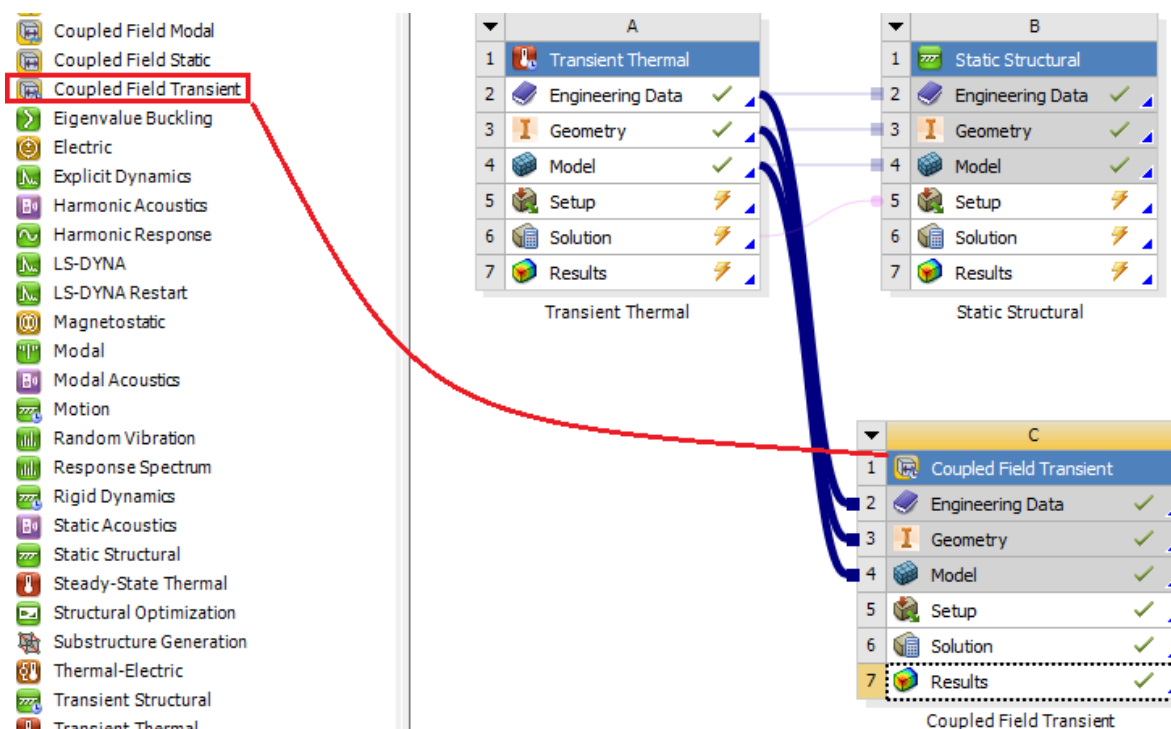 Coupled Field Modal
Coupled Field Static
Coupled Field Transient
Eigenvalue Buckling
Electric
Explicit Dynamics
Harmonic Acoustics
Harmonic Response
LS-DYNA
LS-DYNA Restart
Magnetostatic
Modal
Modal Acoustics
Motion
Random Vibration
Response Spectrum
Rigid Dynamics
Static Acoustics
Static Structural
Steady-State Thermal
Structural Optimization
Substructure Generation
Thermal-Electric
Transient Structural
Transient Thermal
A
1 Transient Thermal
2 Engineering Data
3 Geometry
4 Model
5 Setup
6 Solution
7 Results
Transient Thermal
B
1 Static Structural
2 Engineering Data
3 Geometry
4 Model
5 Setup
6 Solution
7 Results
Static Structural
C
1 Coupled Field Transient
2 Engineering Data
3 Geometry
4 Model
5 Setup
6 Solution
7 Results
Coupled Field Transient